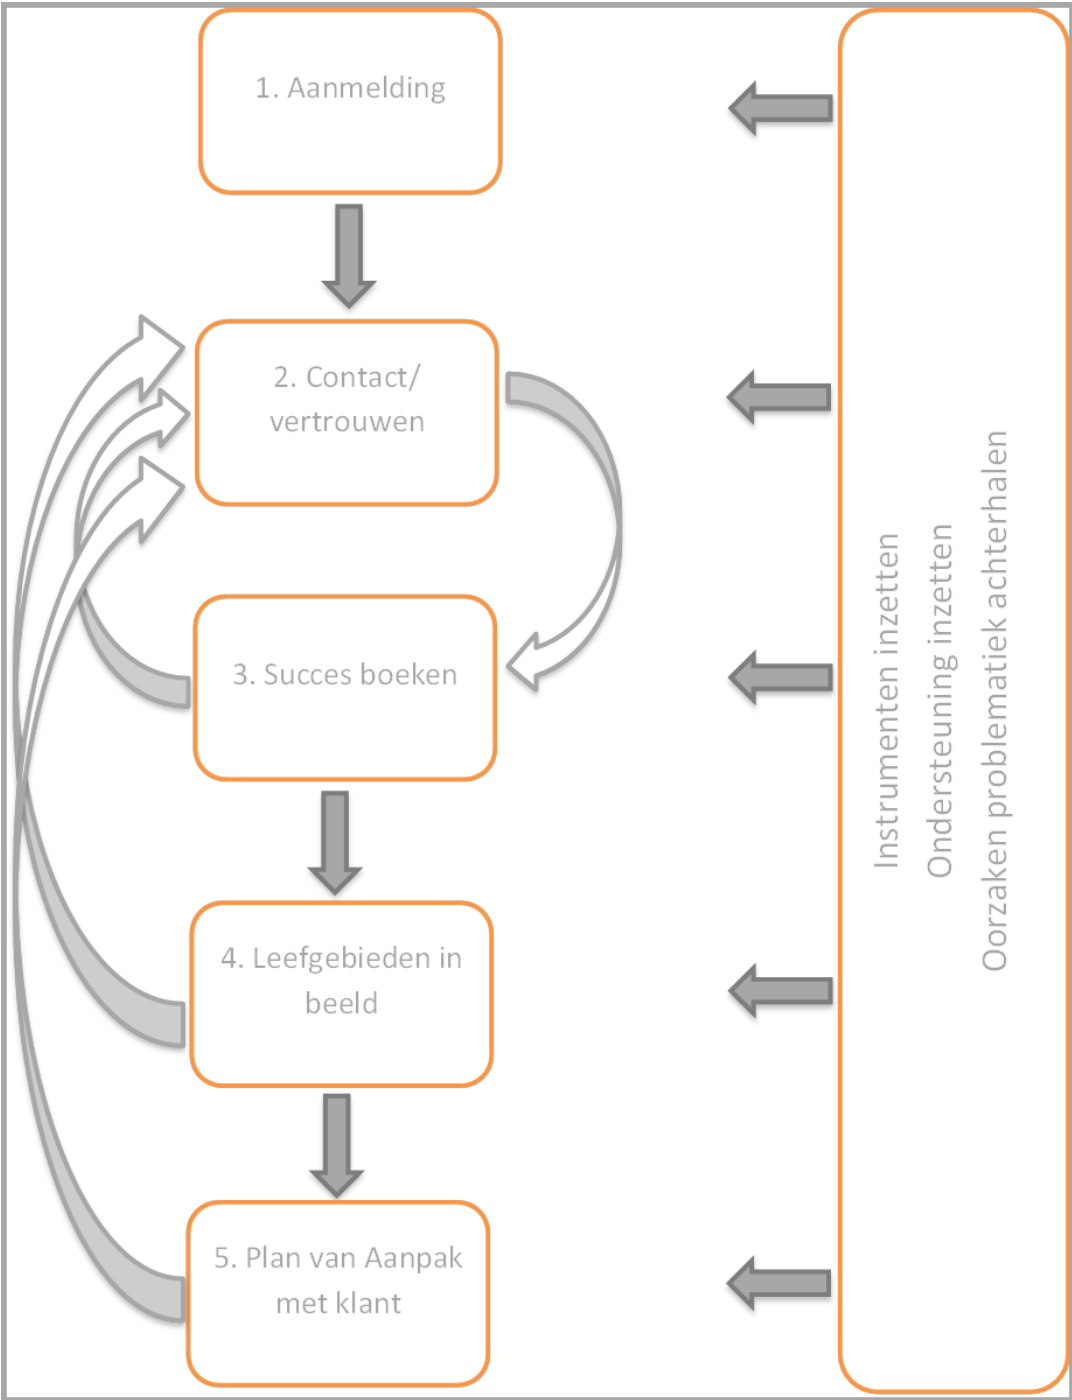 1. Aanmelding
2. Contact/
vertrouwen
3. Succes boeken
4. Leefgebieden in
beeld
5. Plan van Aanpak
met klant
Instrumenten inzetten
Ondersteuning inzetten
Oorzaken problematiek achterhalen